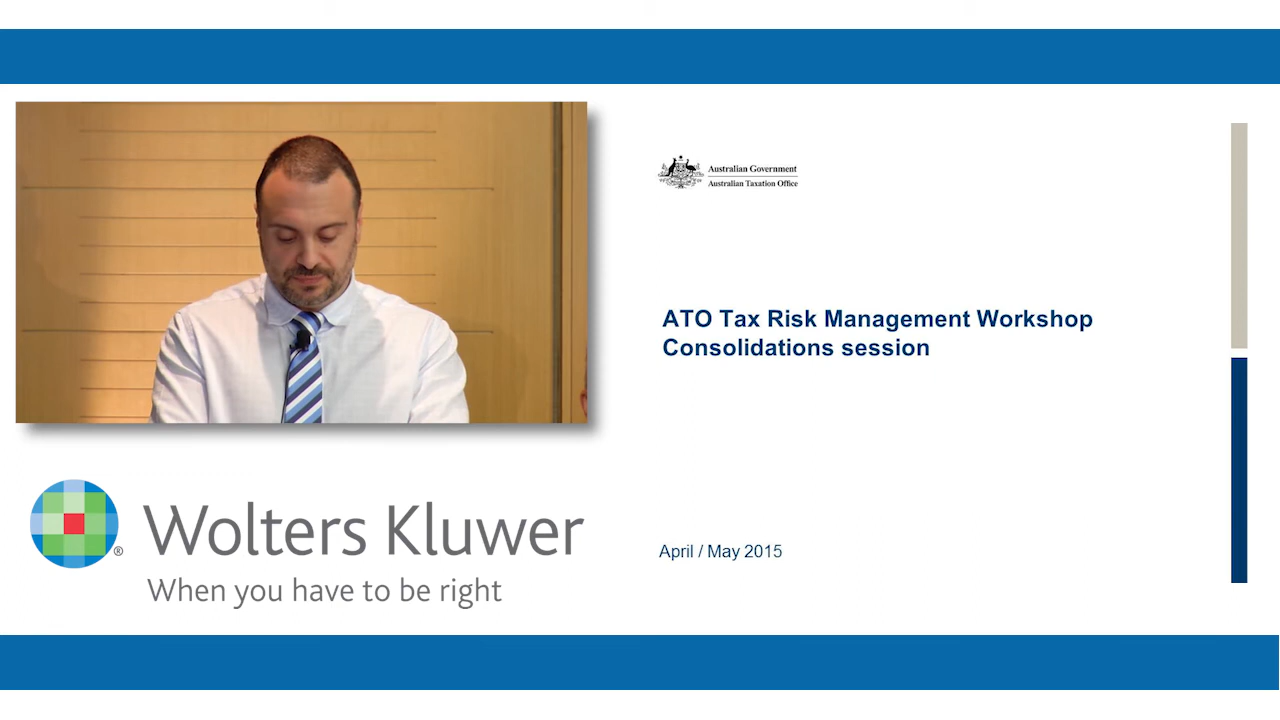 Australian Government
Australian Taxation Office
ATO Tax Risk Management Workshop
Consolidations session
April / May 2015
Wolters Kluwer
®
When you have to be right